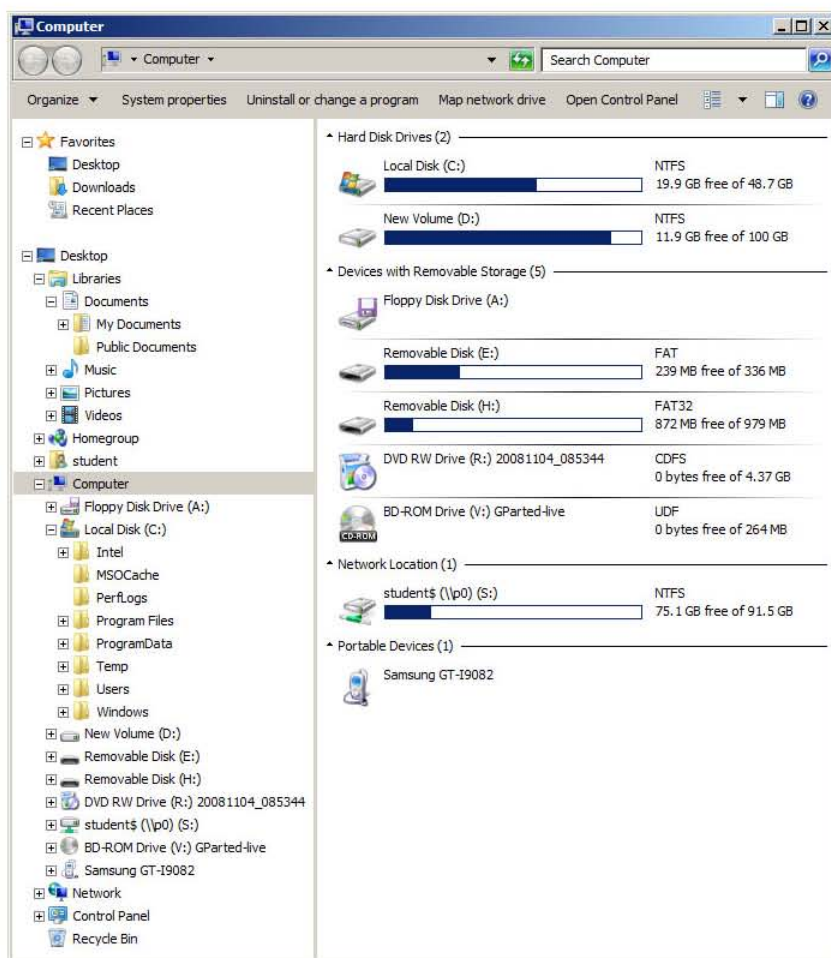 Computer
Computer
Search Computer
Organize
System properties
Uninstall or change a program
Map network drive
Open Control Panel
Favorites
Desktop
Downloads
Recent Places
Desktop
Libraries
Documents
My Documents
Public Documents
Music
Pictures
Videos
Homegroup
student
Computer
Floppy Disk Drive (A:)
Local Disk (C:)
Intel
MSOCache
PerfLogs
Program Files
ProgramData
Temp
Users
Windows
New Volume (D:)
Removable Disk (E:)
Removable Disk (H:)
DVD RW Drive (R:) 20081104_085344
student$ (\\p0) (S:)
BD-ROM Drive (V:) GParted-live
Samsung GT-I9082
Network
Control Panel
Recycle Bin
Hard Disk Drives (2)
Local Disk (C:)
NTFS
19.9 GB free of 48.7 GB
New Volume (D:)
NTFS
11.9 GB free of 100 GB
Devices with Removable Storage (5)
Floppy Disk Drive (A:)
Removable Disk (E:)
FAT
239 MB free of 336 MB
Removable Disk (H:)
FAT32
872 MB free of 979 MB
DVD RW Drive (R:) 20081104_085344
CDFS
0 bytes free of 4.37 GB
CD-ROM
BD-ROM Drive (V:) GParted-live
UDF
0 bytes free of 264 MB
Network Location (1)
student$ (\\p0) (S:)
NTFS
75.1 GB free of 91.5 GB
Portable Devices (1)
Samsung GT-I9082